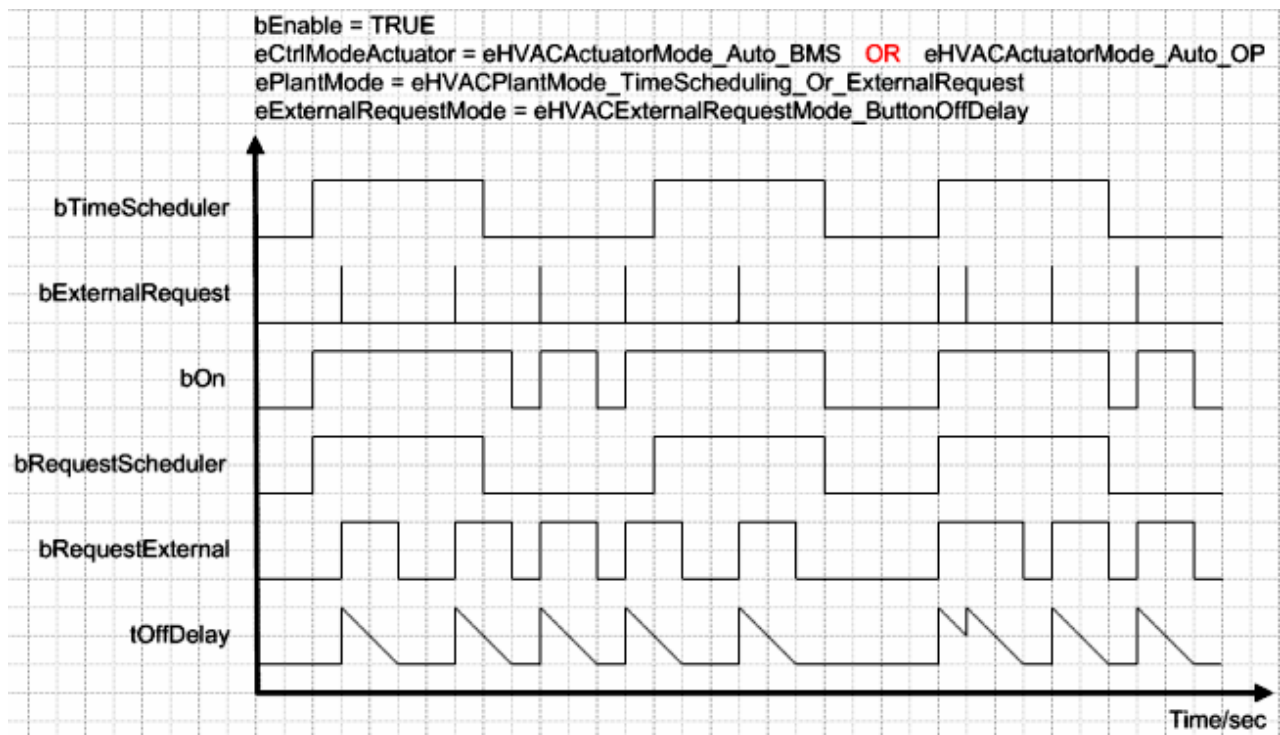 bEnable = TRUE
eCtrlModeActuator = eHVACActuatorMode_Auto_BMS OR eHVACActuatorMode_Auto_OP
ePlantMode = eHVACPlantMode_TimeScheduling_Or_ExternalRequest
eExternalRequestMode = eHVACExternalRequestMode_ButtonOffDelay
bTimeScheduler
bExternalRequest
bOn
bRequestScheduler
bRequestExternal
tOffDelay
Time/sec